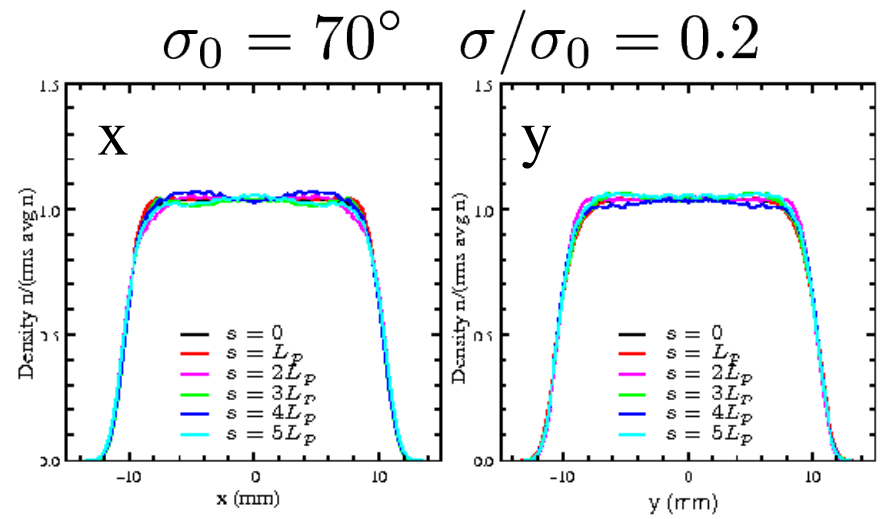 σ₀ = 70° σ/σ₀ = 0.2
x
1.5
1.0
0.5
0.0
Density n/(rms avg n)
s = 0
s = Lₚ
s = 2Lₚ
s = 3Lₚ
s = 4Lₚ
s = 5Lₚ
−10 0 10
x (mm)
y
1.5
1.0
0.5
0.0
Density n/(rms avg n)
s = 0
s = Lₚ
s = 2Lₚ
s = 3Lₚ
s = 4Lₚ
s = 5Lₚ
−10 0 10
y (mm)